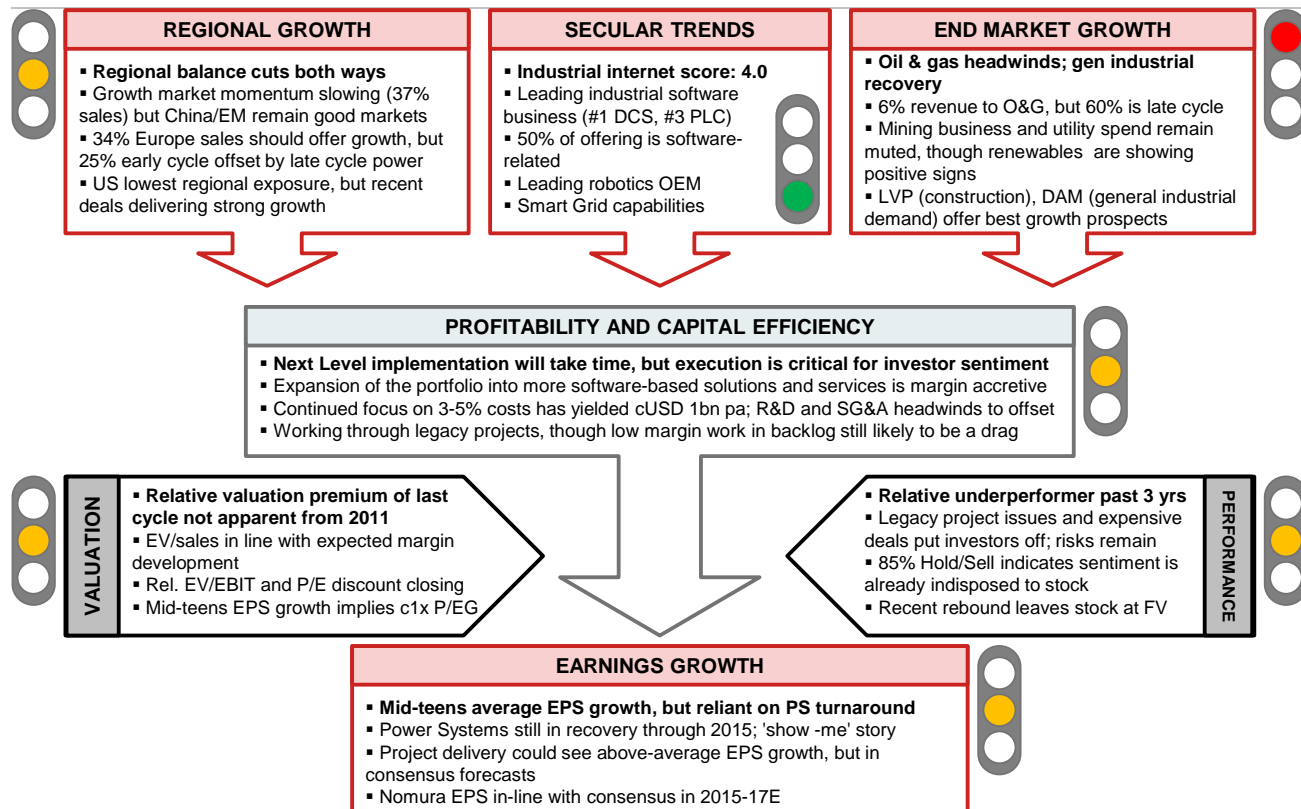 REGIONAL GROWTH
▪ Regional balance cuts both ways
▪ Growth market momentum slowing (37%
sales) but China/EM remain good markets
▪ 34% Europe sales should offer growth, but
25% early cycle offset by late cycle power
▪ US lowest regional exposure, but recent
deals delivering strong growth
SECULAR TRENDS
▪ Industrial internet score: 4.0
▪ Leading industrial software
business (#1 DCS, #3 PLC)
▪ 50% of offering is software-
related
▪ Leading robotics OEM
▪ Smart Grid capabilities
END MARKET GROWTH
▪ Oil & gas headwinds; gen industrial
recovery
▪ 6% revenue to O&G, but 60% is late cycle
▪ Mining business and utility spend remain
muted, though renewables are showing
positive signs
▪ LVP (construction), DAM (general industrial
demand) offer best growth prospects
PROFITABILITY AND CAPITAL EFFICIENCY
▪ Next Level implementation will take time, but execution is critical for investor sentiment
▪ Expansion of the portfolio into more software-based solutions and services is margin accretive
▪ Continued focus on 3-5% costs has yielded cUSD 1bn pa; R&D and SG&A headwinds to offset
▪ Working through legacy projects, though low margin work in backlog still likely to be a drag
VALUATION
▪ Relative valuation premium of last
cycle not apparent from 2011
▪ EV/sales in line with expected margin
development
▪ Rel. EV/EBIT and P/E discount closing
▪ Mid-teens EPS growth implies c1x P/EG
▪ Relative underperformer past 3 yrs
▪ Legacy project issues and expensive
deals put investors off; risks remain
▪ 85% Hold/Sell indicates sentiment is
already indisposed to stock
▪ Recent rebound leaves stock at FV
PERFORMANCE
EARNINGS GROWTH
▪ Mid-teens average EPS growth, but reliant on PS turnaround
▪ Power Systems still in recovery through 2015; 'show -me' story
▪ Project delivery could see above-average EPS growth, but in
consensus forecasts
▪ Nomura EPS in-line with consensus in 2015-17E